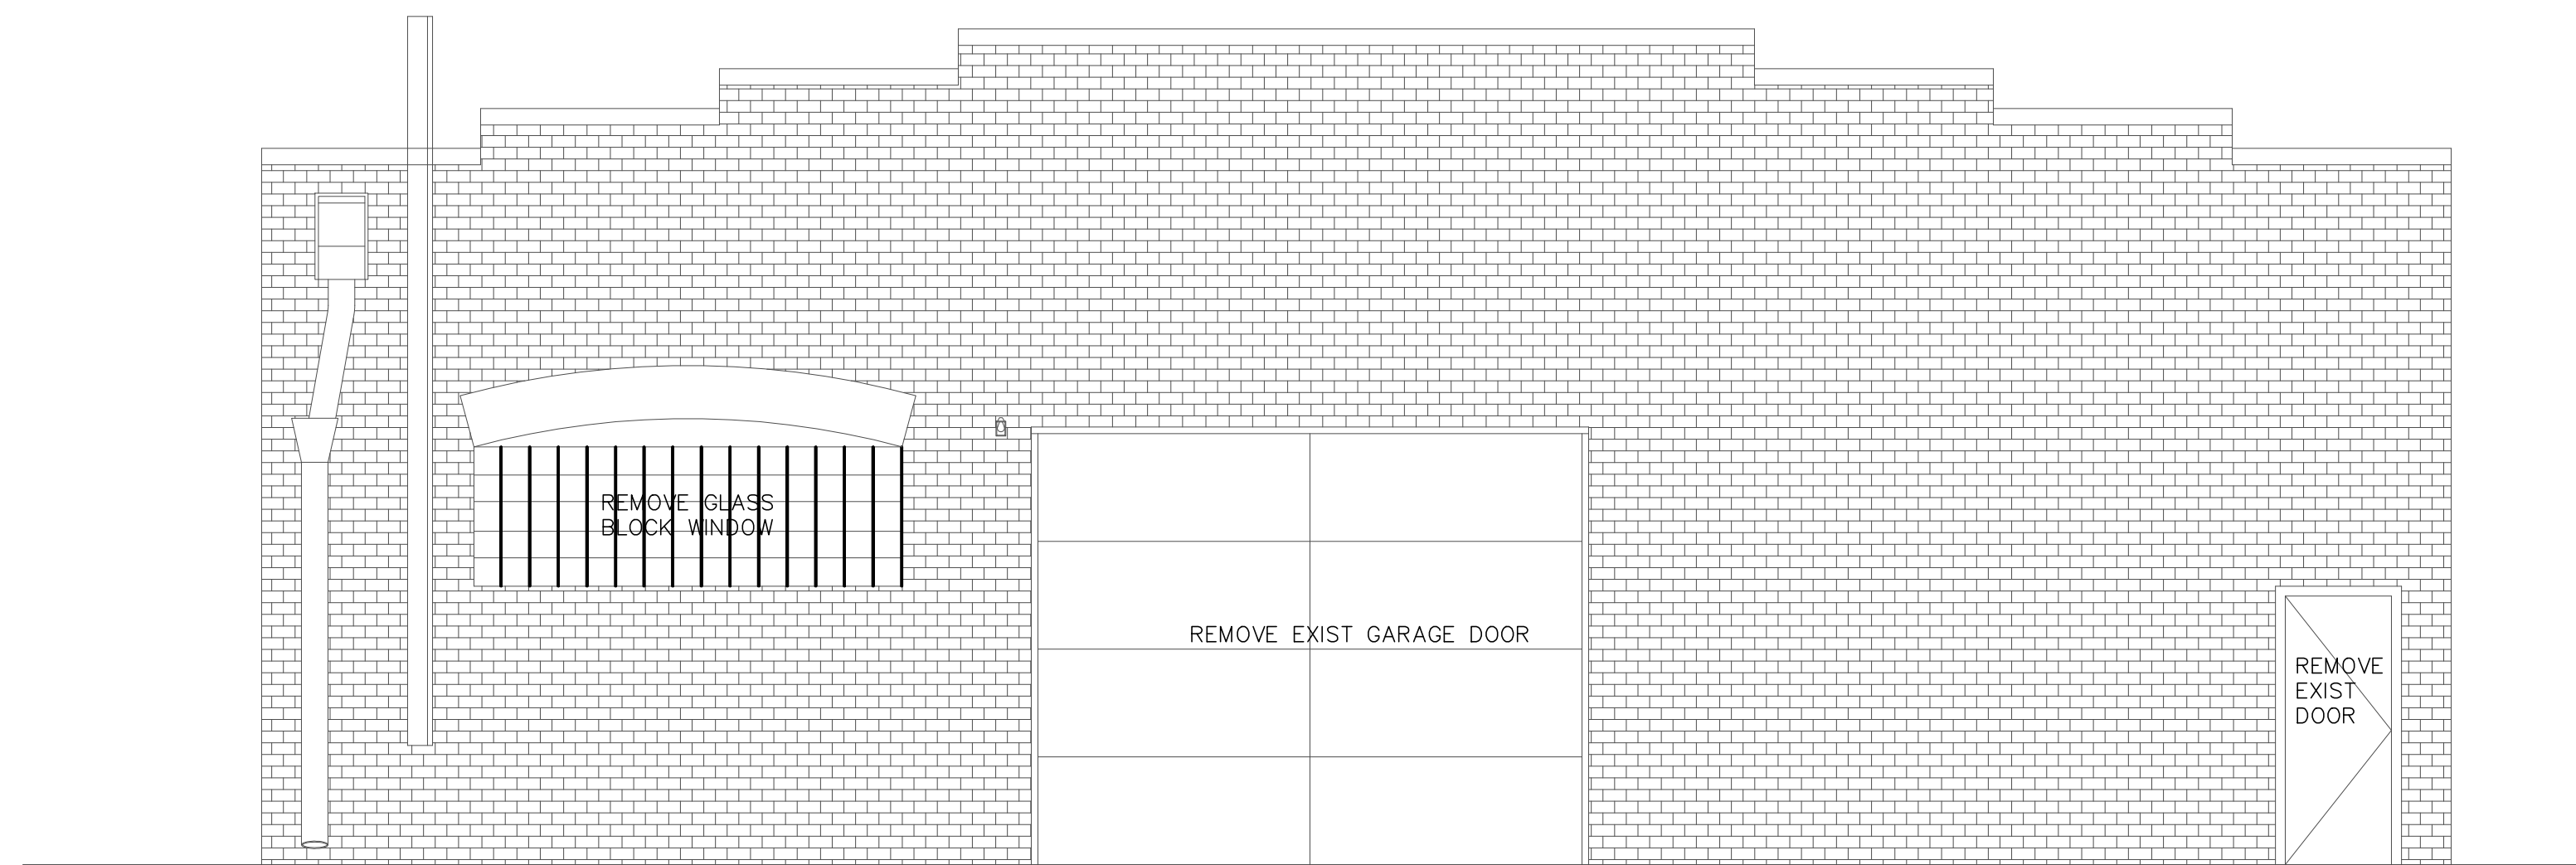 REMOVE GLASS
BLOCK WINDOW
REMOVE EXIST GARAGE DOOR
REMOVE
EXIST
DOOR